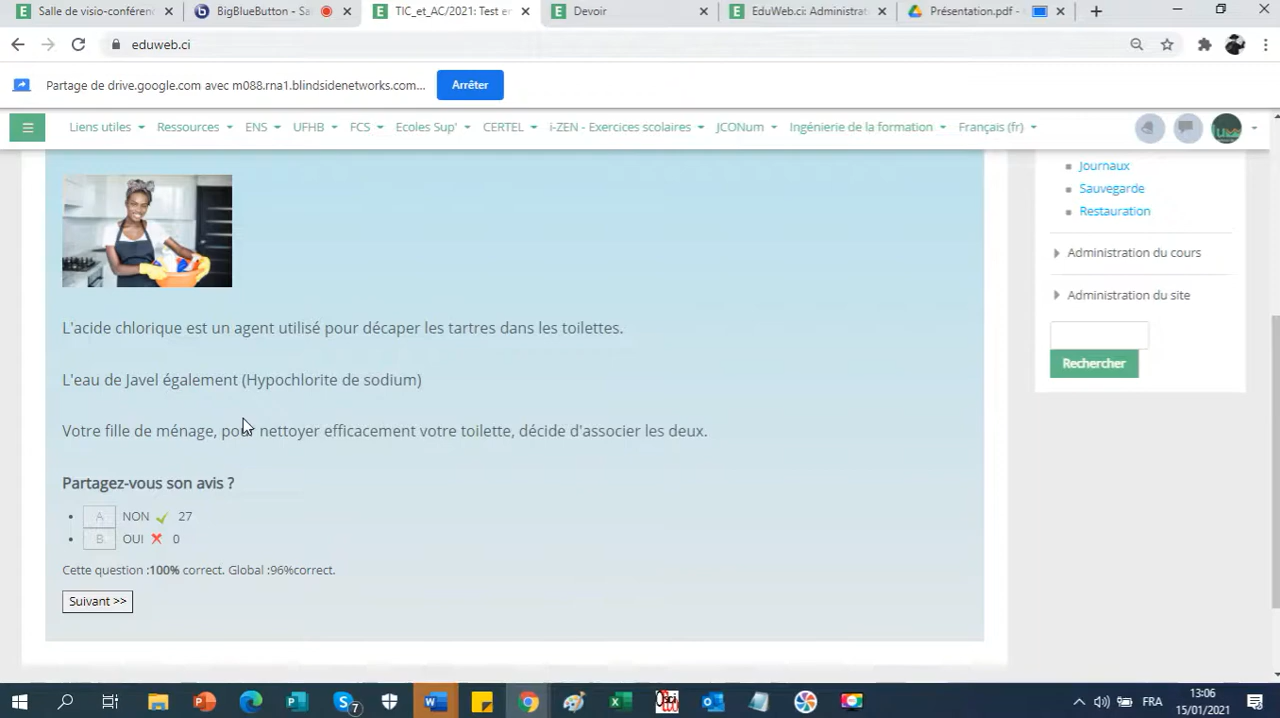 Salle de visio-conféren
BigBlueButton - Sa
TIC_et_AC/2021: Test en
Devoir
EduWeb.ci: Administrat
Présentation.pdf -
eduweb.ci
Partage de drive.google.com avec m088.rna1.blindsidenetworks.com...
Arrêter
Liens utiles
Ressources
ENS
UFHB
FCS
Ecoles Sup'
CERTEL
i-ZEN - Exercices scolaires
JCONum
Ingénierie de la formation
Français (fr)
Journaux
Sauvegarde
Restauration
Administration du cours
Administration du site
Rechercher
L'acide chlorique est un agent utilisé pour décaper les tartres dans les toilettes.
L'eau de Javel également (Hypochlorite de sodium)
Votre fille de ménage, pour nettoyer efficacement votre toilette, décide d'associer les deux.
Partagez-vous son avis ?
A NON 27
B OUI 0
Cette question :100% correct. Global :96%correct.
Suivant >>
7
FRA
13:06
15/01/2021